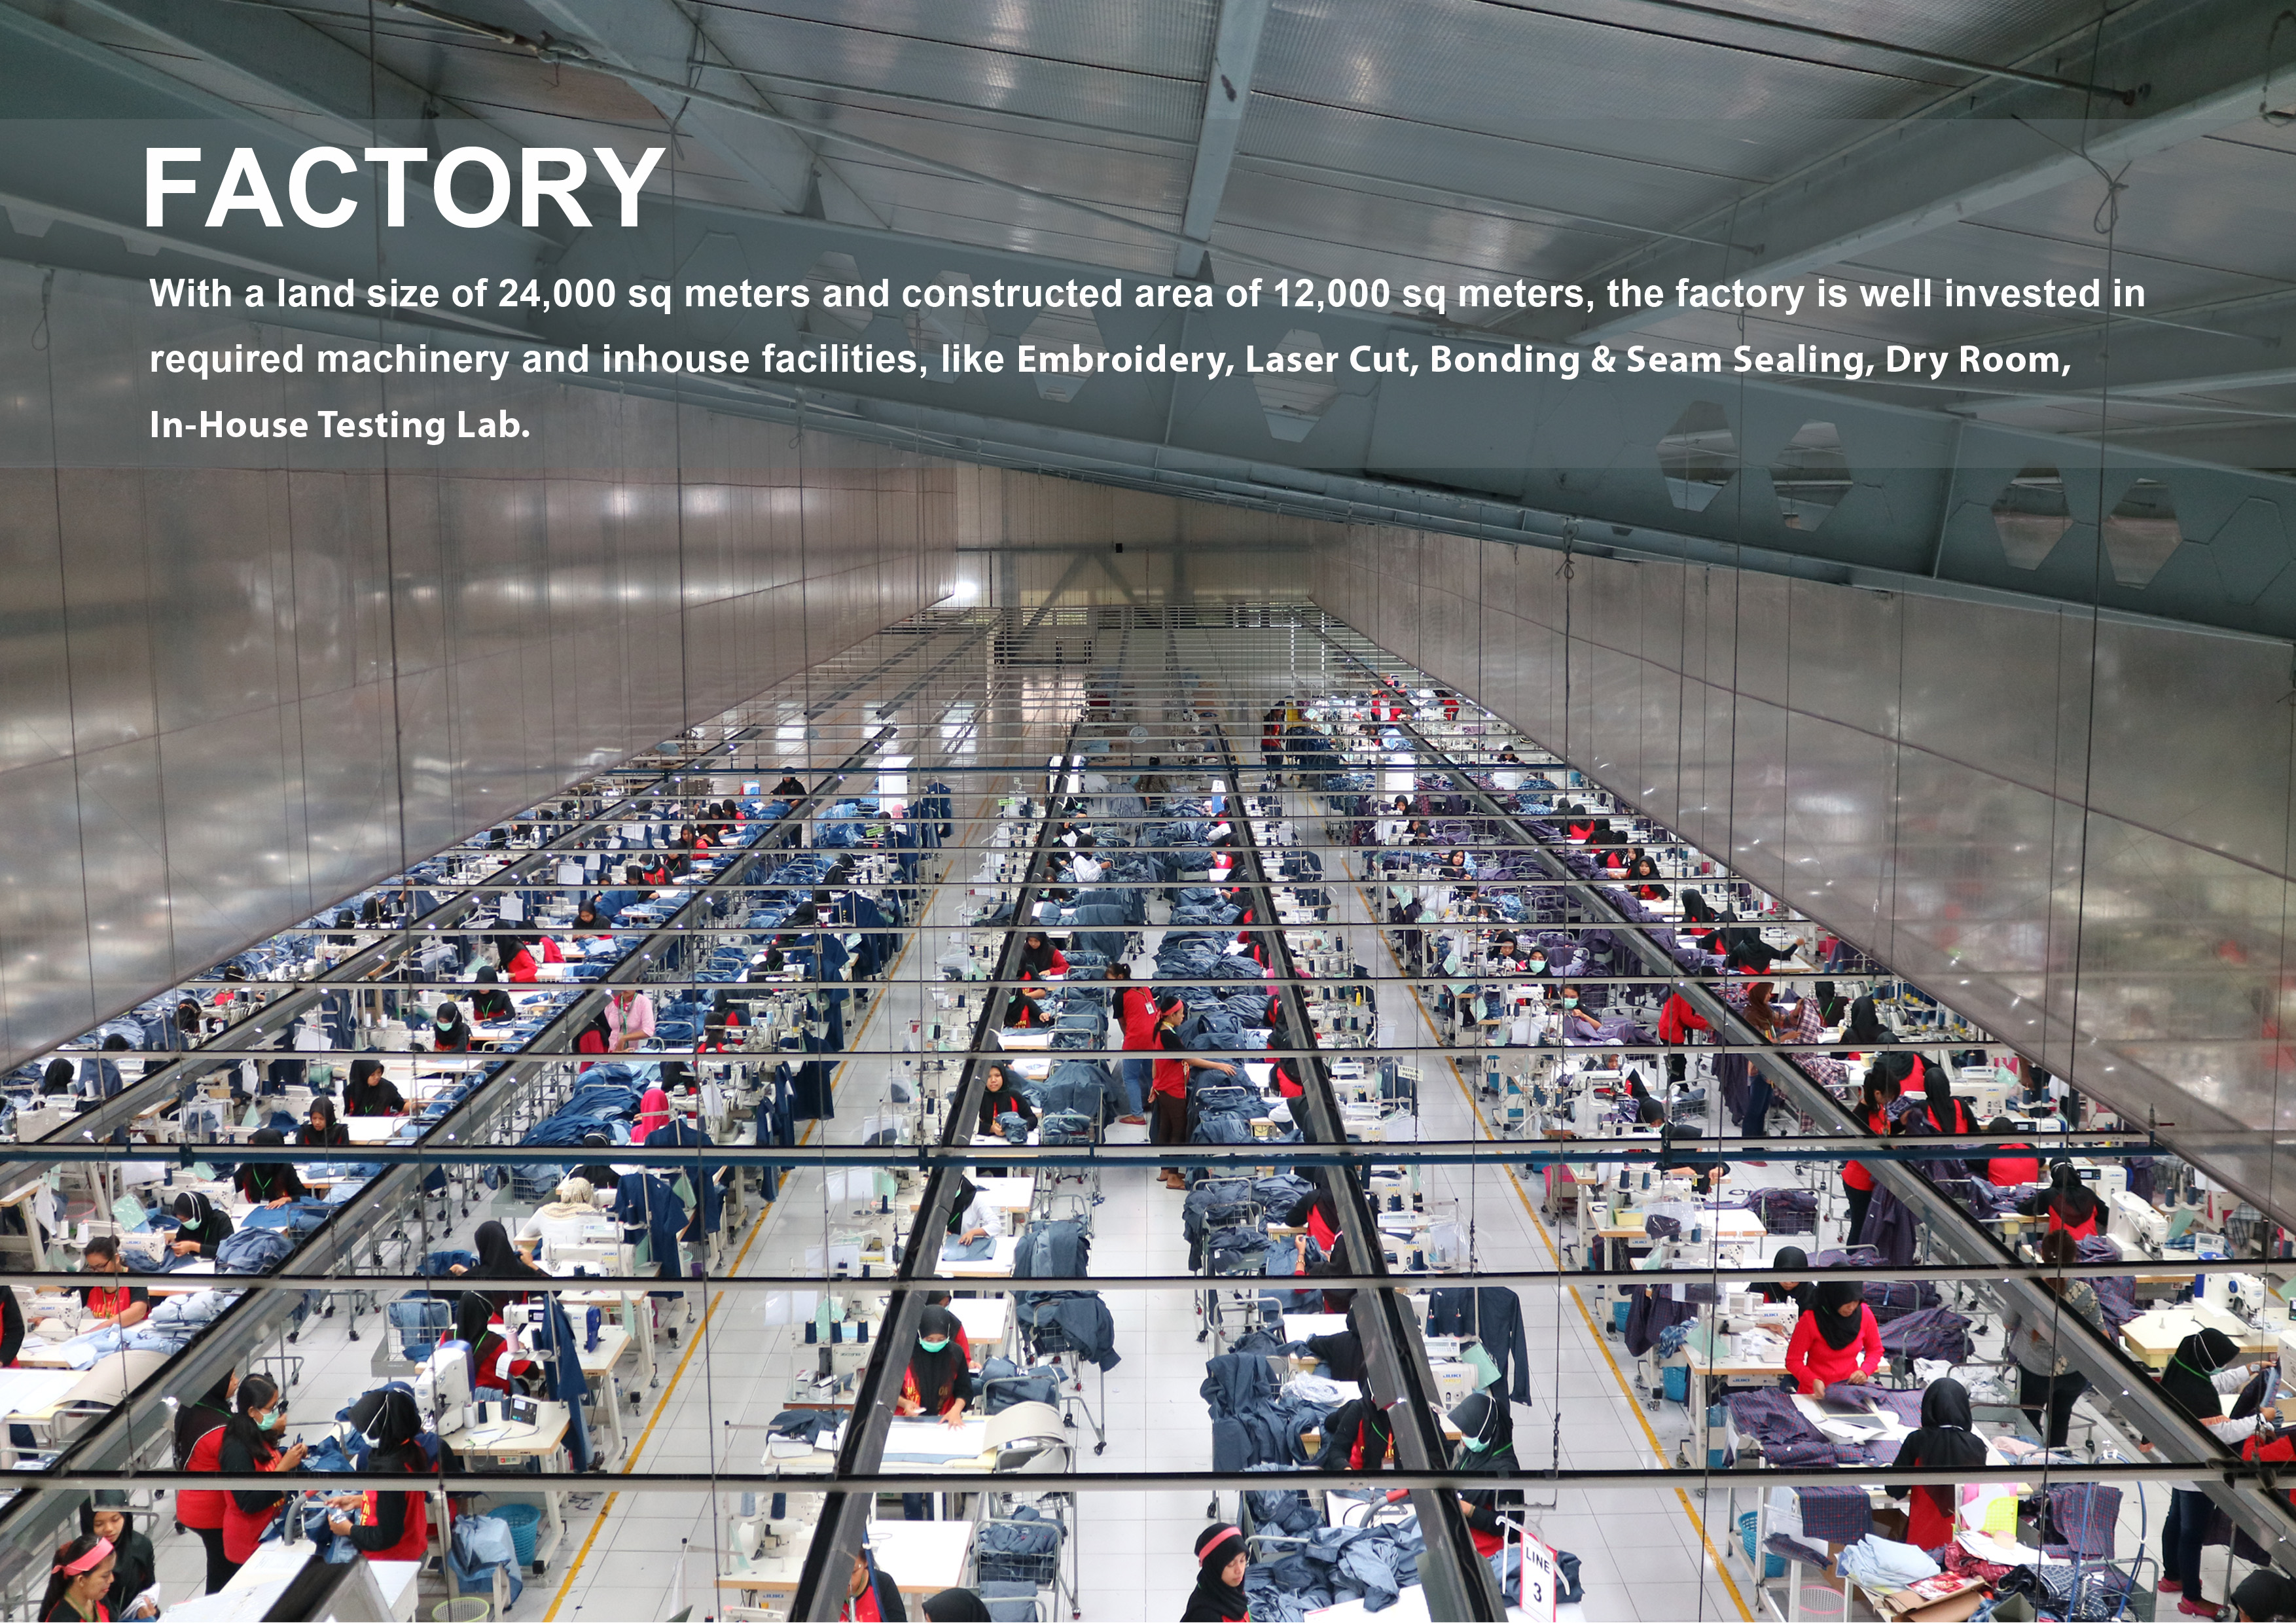 FACTORY
With a land size of 24,000 sq meters and constructed area of 12,000 sq meters, the factory is well invested in
required machinery and inhouse facilities, like Embroidery, Laser Cut, Bonding & Seam Sealing, Dry Room,
In-House Testing Lab.
LINE
3